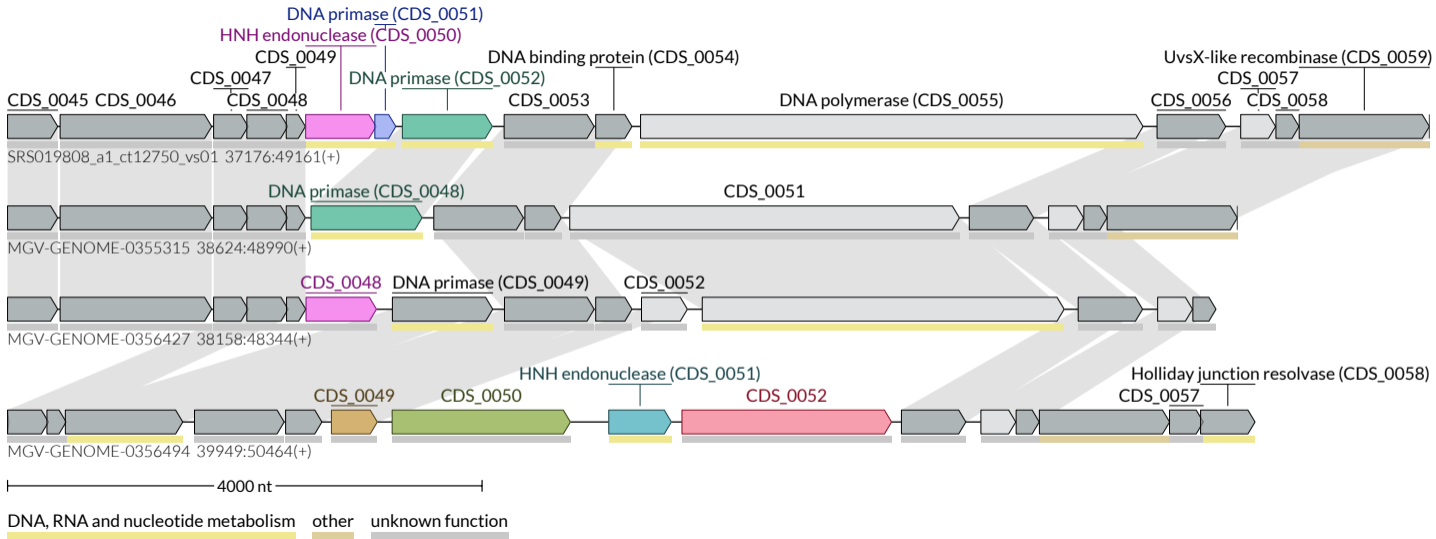 DNA primase (CDS_0051)
HNH endonuclease (CDS_0050)
CDS_0049 DNA binding protein (CDS_0054) UvsX-like recombinase (CDS_0059)
CDS_0047 DNA primase (CDS_0052) CDS_0057
CDS_0045 CDS_0046 CDS_0048 CDS_0053 DNA polymerase (CDS_0055) CDS_0056 CDS_0058
SRS019808_a1_ct12750_vs01 37176:49161(+)
DNA primase (CDS_0048) CDS_0051
MGV-GENOME-0355315 38624:48990(+)
CDS_0048 DNA primase (CDS_0049) CDS_0052
MGV-GENOME-0356427 38158:48344(+)
HNH endonuclease (CDS_0051) Holliday junction resolvase (CDS_0058)
CDS_0049 CDS_0050 CDS_0052 CDS_0057
MGV-GENOME-0356494 39949:50464(+)
4000 nt
DNA, RNA and nucleotide metabolism other unknown function